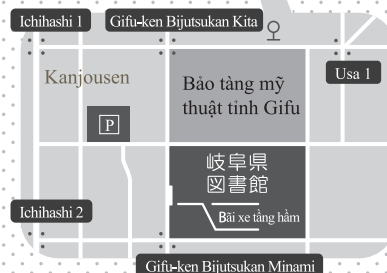 Ichihashi 1
Gifu-ken Bijutsukan Kita
Kanjousen
Bảo tàng mỹ
thuật tỉnh Gifu
Usa 1
P
岐阜県
図書館
Bãi xe tầng hầm
Ichihashi 2
Gifu-ken Bijutsukan Minami